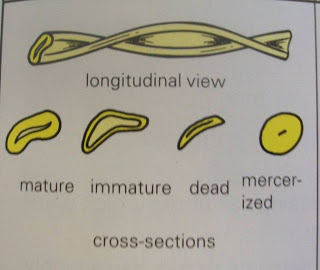 longitudinal view
mature immature dead mercer-
ized
cross-sections